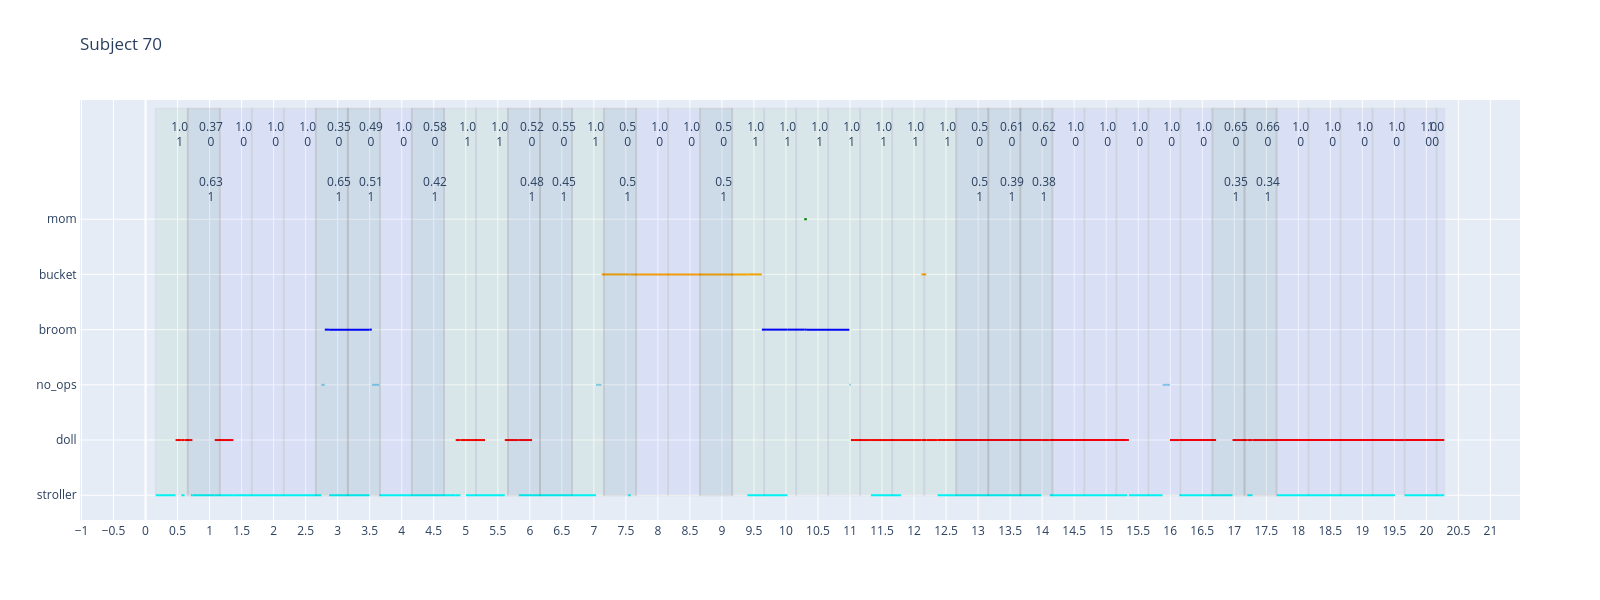 Subject 70
1.0 0.37 1.0 1.0 1.0 0.35 0.49 1.0 0.58 1.0 1.0 0.52 0.55 1.0 0.5 1.0 1.0 0.5 1.0 1.0 1.0 1.0 1.0 1.0 1.0 0.5 0.61 0.62 1.0 1.0 1.0 1.0 1.0 0.65 0.66 1.0 1.0 1.0 1.0 1.0 1.0
1 0 0 0 0 0 0 0 0 1 1 0 0 1 0 0 0 0 1 1 1 1 1 1 1 0 0 0 0 0 0 0 0 0 0 0 0 0 0 0 0
0.63 0.65 0.51 0.42 0.48 0.45 0.5 0.5 0.5 0.39 0.38 0.35 0.34
1 1 1 1 1 1 1 1 1 1 1 1 1
mom
bucket
broom
no_ops
doll
stroller
−1 −0.5 0 0.5 1 1.5 2 2.5 3 3.5 4 4.5 5 5.5 6 6.5 7 7.5 8 8.5 9 9.5 10 10.5 11 11.5 12 12.5 13 13.5 14 14.5 15 15.5 16 16.5 17 17.5 18 18.5 19 19.5 20 20.5 21